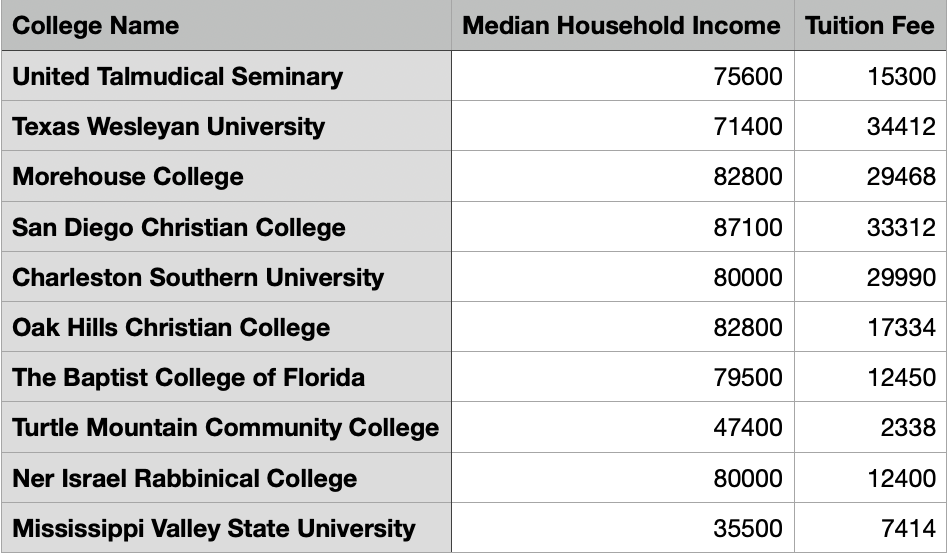 College Name Median Household Income Tuition Fee
United Talmudical Seminary 75600 15300
Texas Wesleyan University 71400 34412
Morehouse College 82800 29468
San Diego Christian College 87100 33312
Charleston Southern University 80000 29990
Oak Hills Christian College 82800 17334
The Baptist College of Florida 79500 12450
Turtle Mountain Community College 47400 2338
Ner Israel Rabbinical College 80000 12400
Mississippi Valley State University 35500 7414